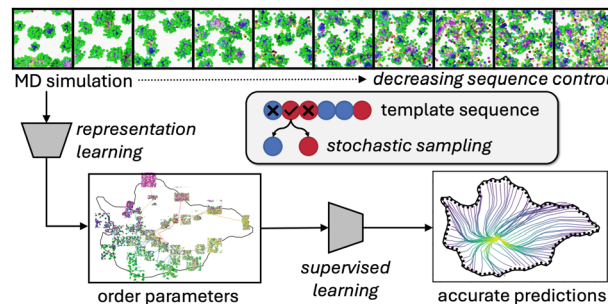 MD simulation
decreasing sequence control
representation
learning
template sequence
stochastic sampling
order parameters
supervised
learning
accurate predictions